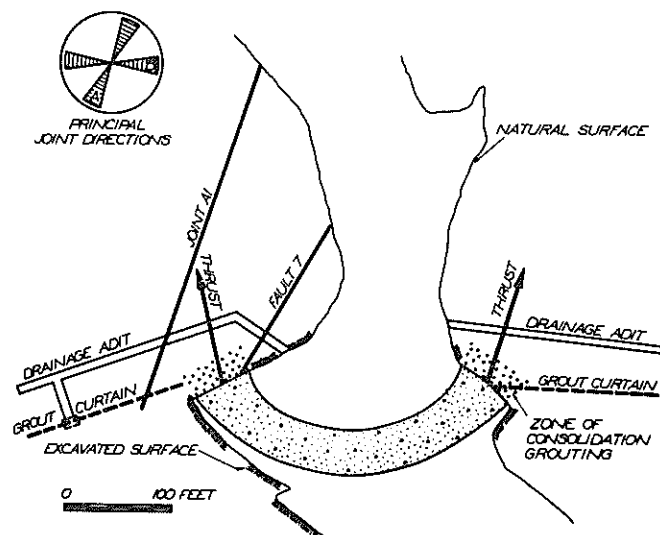 A
B
PRINCIPAL
JOINT DIRECTIONS
NATURAL SURFACE
JOINT A1
THRUST
FAULT 7
THRUST
DRAINAGE ADIT
DRAINAGE ADIT
GROUT CURTAIN
GROUT CURTAIN
EXCAVATED SURFACE
ZONE OF
CONSOLIDATION
GROUTING
0 100 FEET